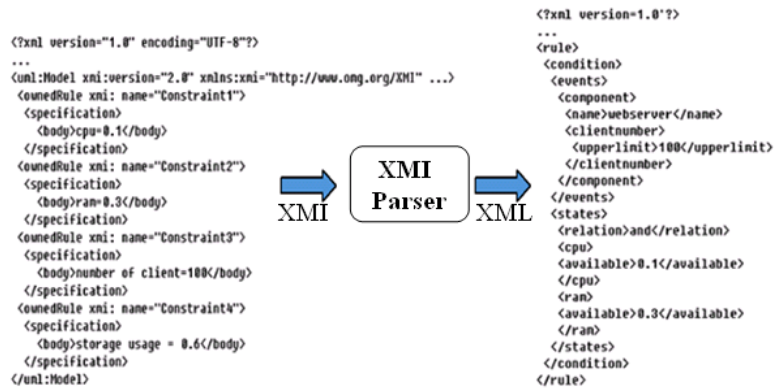 <?xml version="1.0" encoding="UTF-8"?>
...
<uml:Model xmi:version="2.0" xmlns:xmi="http://www.omg.org/XMI" ...>
<ownedRule xmi: name="Constraint1">
<specification>
<body>cpu=0.1</body>
</specification>
<ownedRule xmi: name="Constraint2">
<specification>
<body>ram=0.3</body>
</specification>
<ownedRule xmi: name="Constraint3">
<specification>
<body>number of client=100</body>
</specification>
<ownedRule xmi: name="Constraint4">
<specification>
<body>storage usage = 0.6</body>
</specification>
</uml:Model>
XMI
XMI
Parser
XML
<?xml version=1.0'?>
...
<rule>
<condition>
<events>
<component>
<name>webserver</name>
<clientnumber>
<upperlimit>100</upperlimit>
</clientnumber>
</component>
</events>
<states>
<relation>and</relation>
<cpu>
<available>0.1</available>
</cpu>
<ram>
<available>0.3</available>
</ram>
</states>
</condition>
</rule>